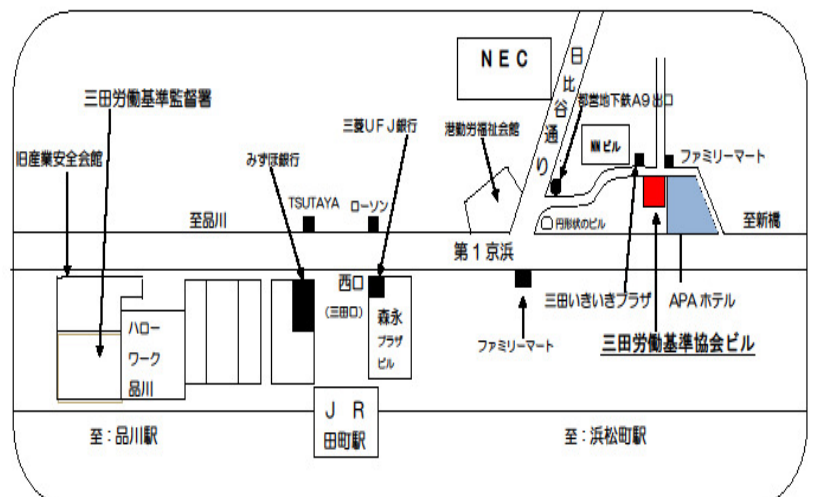 NEC
日比谷通り
三田労働基準監督署
都営地下鉄A9出口
三菱UFJ銀行
港勤労福祉会館
NNビル
ファミリーマート
旧産業安全会館
みずほ銀行
TSUTAYA
ローソン
至品川
円形状のビル
至新橋
第1京浜
西口
(三田口)
三田いきいきプラザ
APAホテル
森永
プラザ
ビル
ハロー
ワーク
品川
ファミリーマート
三田労働基準協会ビル
JR
田町駅
至:品川駅
至:浜松町駅